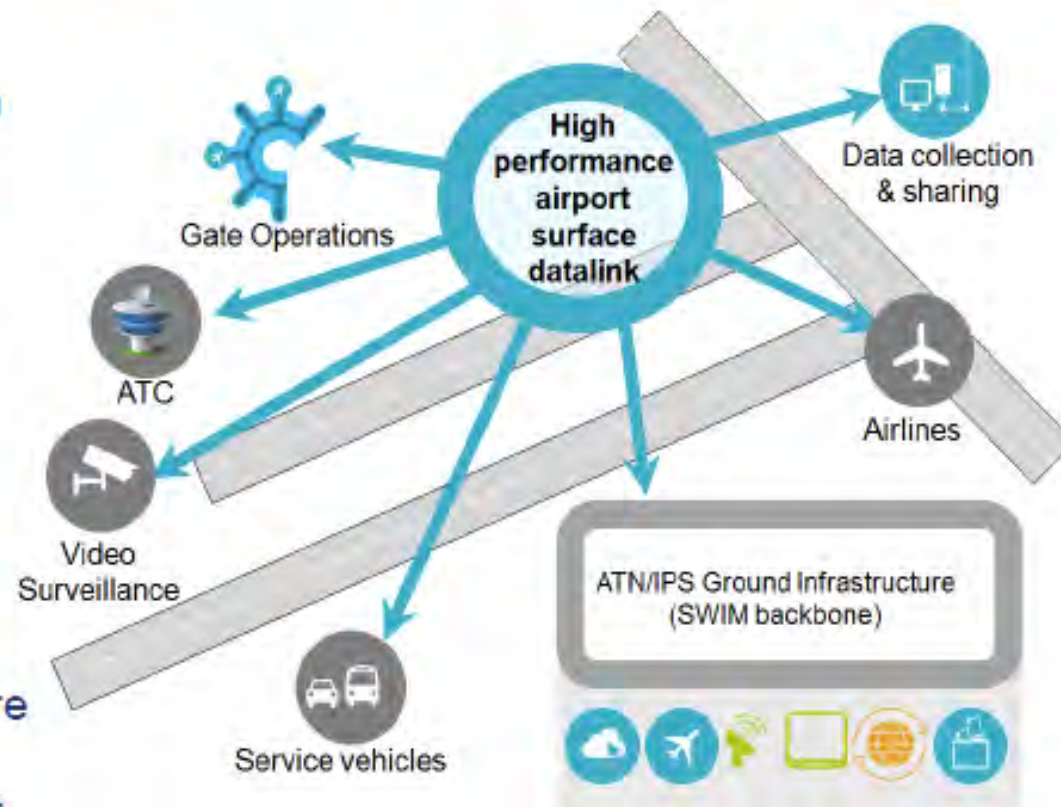 High
performance
airport
surface
datalink
Data collection
& sharing
Gate Operations
ATC
Airlines
Video
Surveillance
ATN/IPS Ground Infrastructure
(SWIM backbone)
Service vehicles